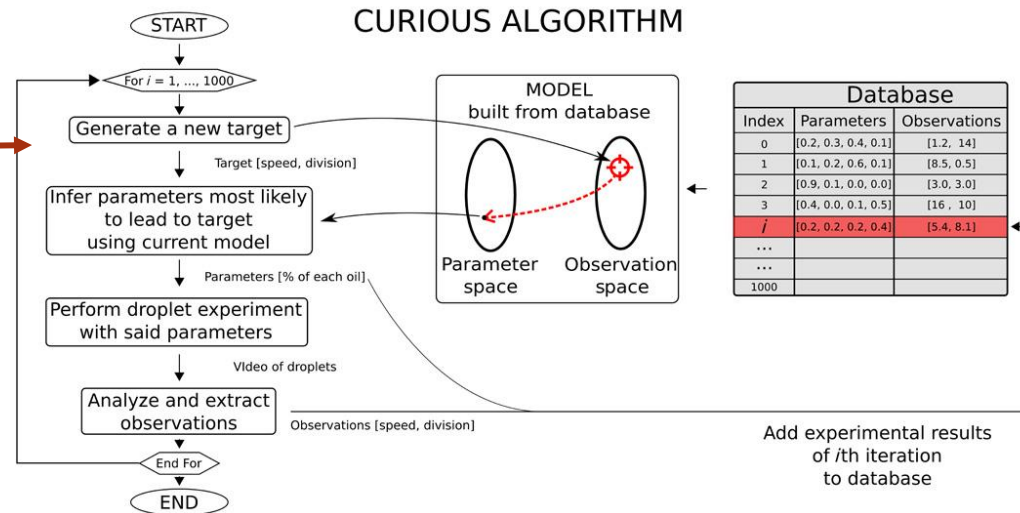 CURIOUS ALGORITHM
START
For i = 1, ..., 1000
Generate a new target
Target [speed, division]
Infer parameters most likely
to lead to target
using current model
Parameters [% of each oil]
Perform droplet experiment
with said parameters
VIdeo of droplets
Analyze and extract
observations
Observations [speed, division]
End For
END
MODEL
built from database
Parameter
space
Observation
space
Database
Index Parameters Observations
0 [0.2, 0.3, 0.4, 0.1] [1.2, 14]
1 [0.1, 0.2, 0.6, 0.1] [8.5, 0.5]
2 [0.9, 0.1, 0.0, 0.0] [3.0, 3.0]
3 [0.4, 0.0, 0.1, 0.5] [16 , 10]
i [0.2, 0.2, 0.2, 0.4] [5.4, 8.1]
...
...
1000
Add experimental results
of ith iteration
to database